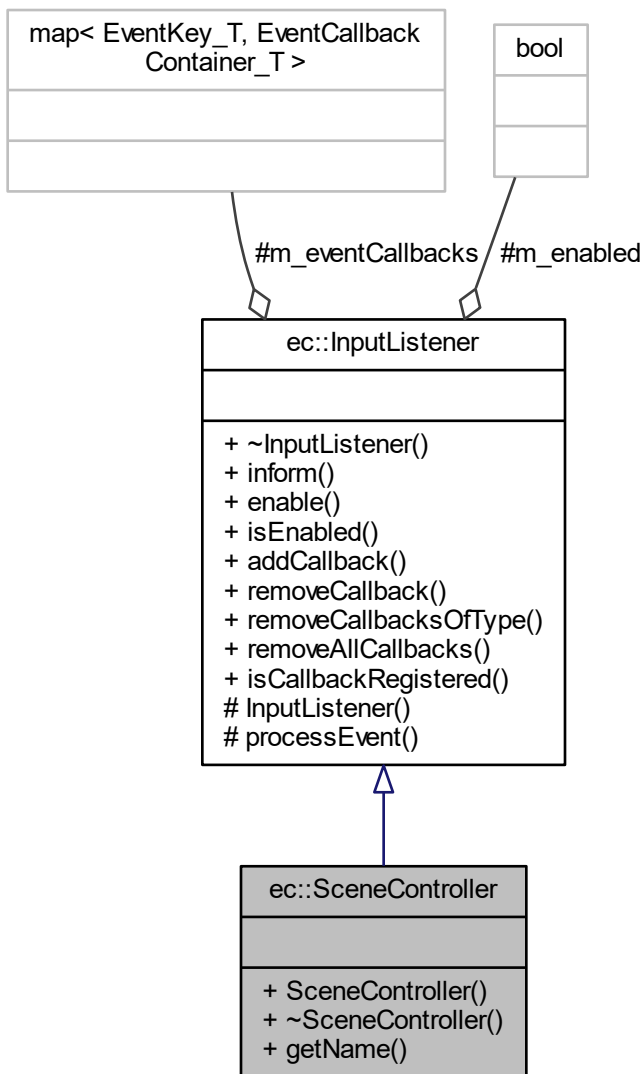 map< EventKey_T, EventCallback
Container_T >
bool
#m_eventCallbacks
#m_enabled
ec::InputListener
+ ~InputListener()
+ inform()
+ enable()
+ isEnabled()
+ addCallback()
+ removeCallback()
+ removeCallbacksOfType()
+ removeAllCallbacks()
+ isCallbackRegistered()
# InputListener()
# processEvent()
ec::SceneController
+ SceneController()
+ ~SceneController()
+ getName()